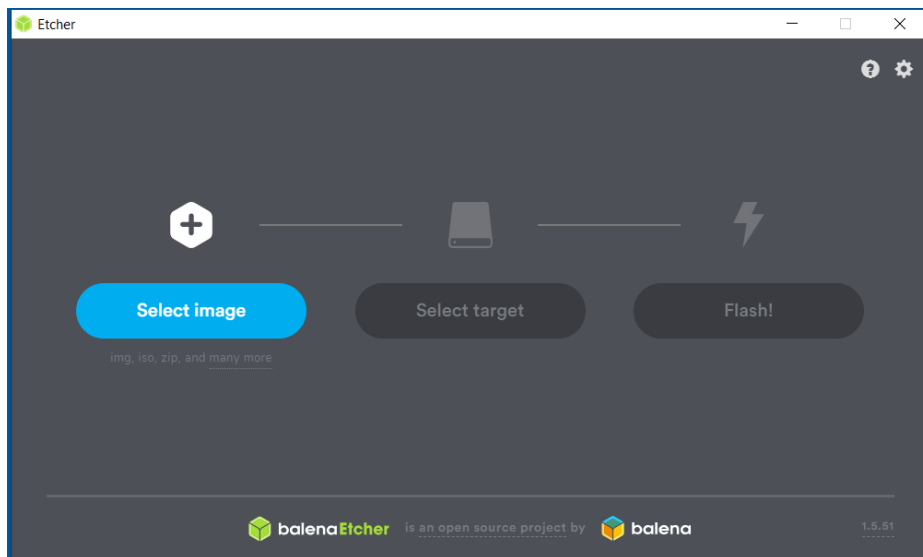 Etcher
Select image
Select target
Flash!
img, iso, zip, and many more
balenaEtcher is an open source project by balena
1.5.51